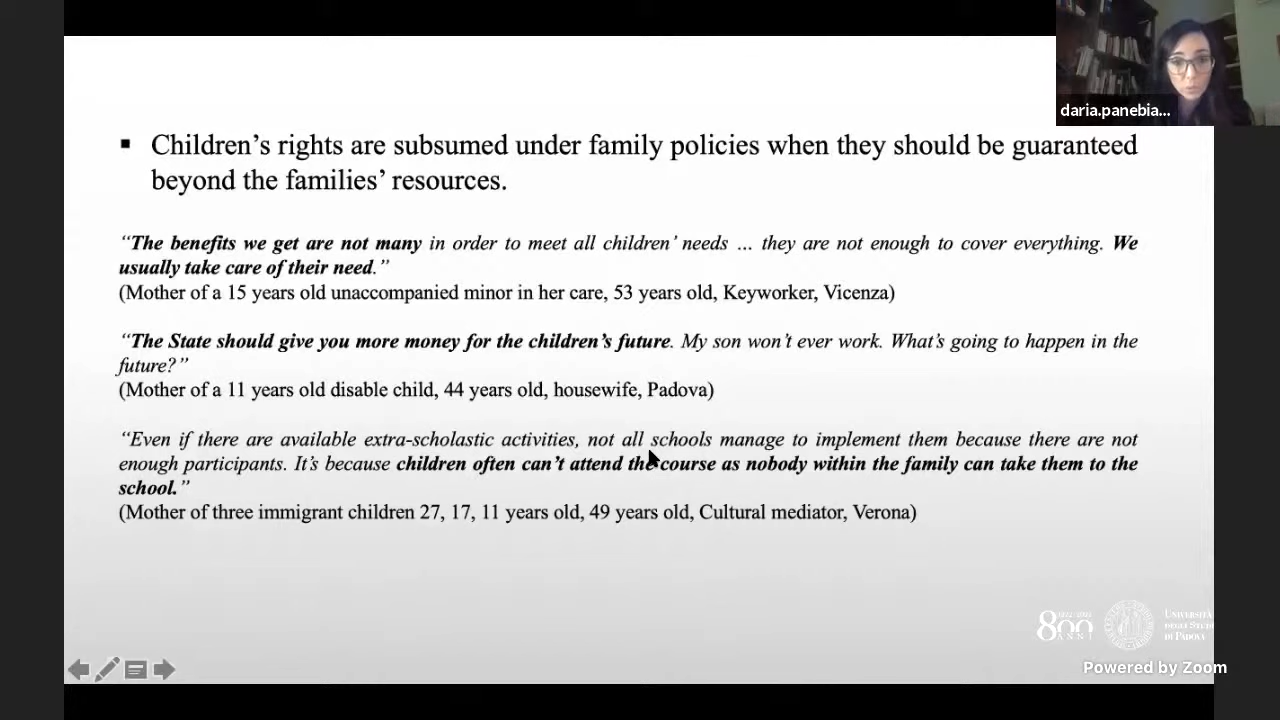 daria.panebia...
▪ Children’s rights are subsumed under family policies when they should be guaranteed
beyond the families’ resources.
“The benefits we get are not many in order to meet all children’ needs ... they are not enough to cover everything. We
usually take care of their need.”
(Mother of a 15 years old unaccompanied minor in her care, 53 years old, Keyworker, Vicenza)
“The State should give you more money for the children’s future. My son won’t ever work. What’s going to happen in the
future?”
(Mother of a 11 years old disable child, 44 years old, housewife, Padova)
“Even if there are available extra-scholastic activities, not all schools manage to implement them because there are not
enough participants. It’s because children often can’t attend the course as nobody within the family can take them to the
school.”
(Mother of three immigrant children 27, 17, 11 years old, 49 years old, Cultural mediator, Verona)
800
ANNI
Università
degli Studi
di Padova
Powered by Zoom